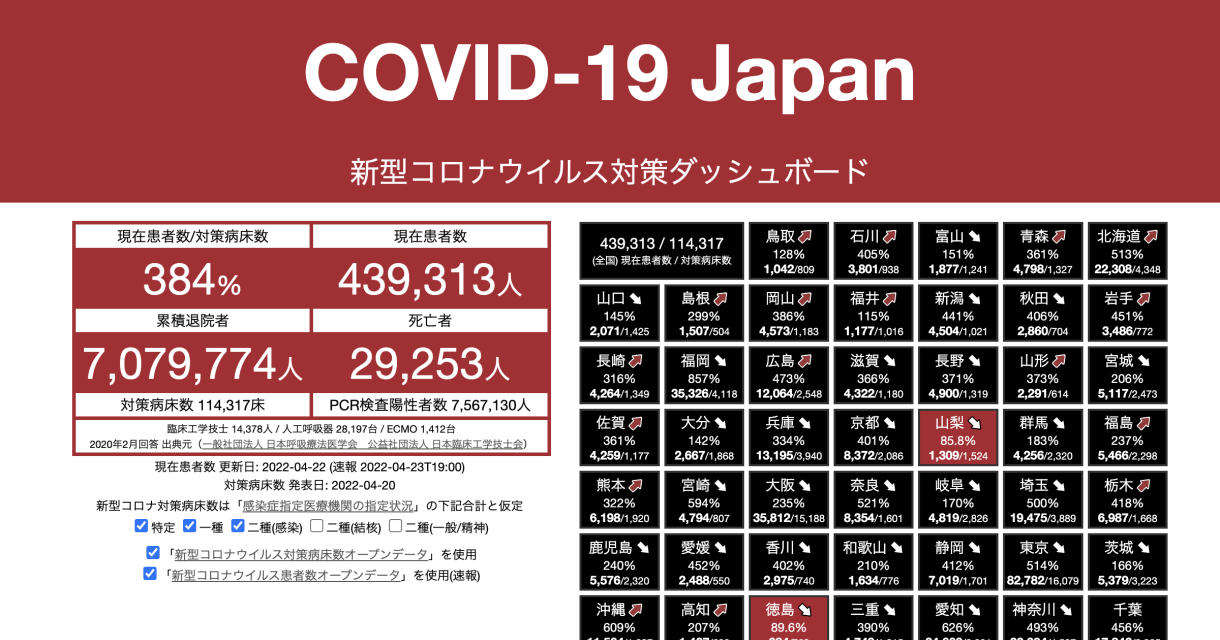 COVID-19 Japan
新型コロナウイルス対策ダッシュボード
現在患者数/対策病床数
現在患者数
384%
439,313人
累積退院者
死亡者
7,079,774人
29,253人
対策病床数 114,317床
PCR検査陽性者数 7,567,130人
臨床工学技士 14,378人 / 人工呼吸器 28,197台 / ECMO 1,412台
2020年2月回答 出典元（一般社団法人 日本呼吸療法医学会　公益社団法人 日本臨床工学技士会）
現在患者数 更新日: 2022-04-22 (速報 2022-04-23T19:00)
対策病床数 発表日: 2022-04-20
新型コロナ対策病床数は「感染症指定医療機関の指定状況」の下記合計と仮定
特定 一種 二種(感染) 二種(結核) 二種(一般/精神)
「新型コロナウイルス対策病床数オープンデータ」を使用
「新型コロナウイルス患者数オープンデータ」を使用(速報)
439,313 / 114,317
(全国) 現在患者数 / 対策病床数
鳥取
128%
1,042/809
石川
405%
3,801/938
富山
151%
1,877/1,241
青森
361%
4,798/1,327
北海道
513%
22,308/4,348
山口
145%
2,071/1,425
島根
299%
1,507/504
岡山
386%
4,573/1,183
福井
115%
1,177/1,016
新潟
441%
4,504/1,021
秋田
406%
2,860/704
岩手
451%
3,486/772
長崎
316%
4,264/1,349
福岡
857%
35,326/4,118
広島
473%
12,064/2,548
滋賀
366%
4,322/1,180
長野
371%
4,900/1,319
山形
373%
2,291/614
宮城
206%
5,117/2,473
佐賀
361%
4,259/1,177
大分
142%
2,667/1,868
兵庫
334%
13,195/3,940
京都
401%
8,372/2,086
山梨
85.8%
1,309/1,524
群馬
183%
4,256/2,320
福島
237%
5,466/2,298
熊本
322%
6,198/1,920
宮崎
594%
4,794/807
大阪
235%
35,812/15,188
奈良
521%
8,354/1,601
岐阜
170%
4,819/2,826
埼玉
500%
19,475/3,889
栃木
418%
6,987/1,668
鹿児島
240%
5,576/2,320
愛媛
452%
2,488/550
香川
402%
2,975/740
和歌山
210%
1,634/776
静岡
412%
7,019/1,701
東京
514%
82,782/16,079
茨城
166%
5,379/3,223
沖縄
609%
高知
207%
徳島
89.6%
三重
390%
愛知
626%
神奈川
493%
千葉
456%